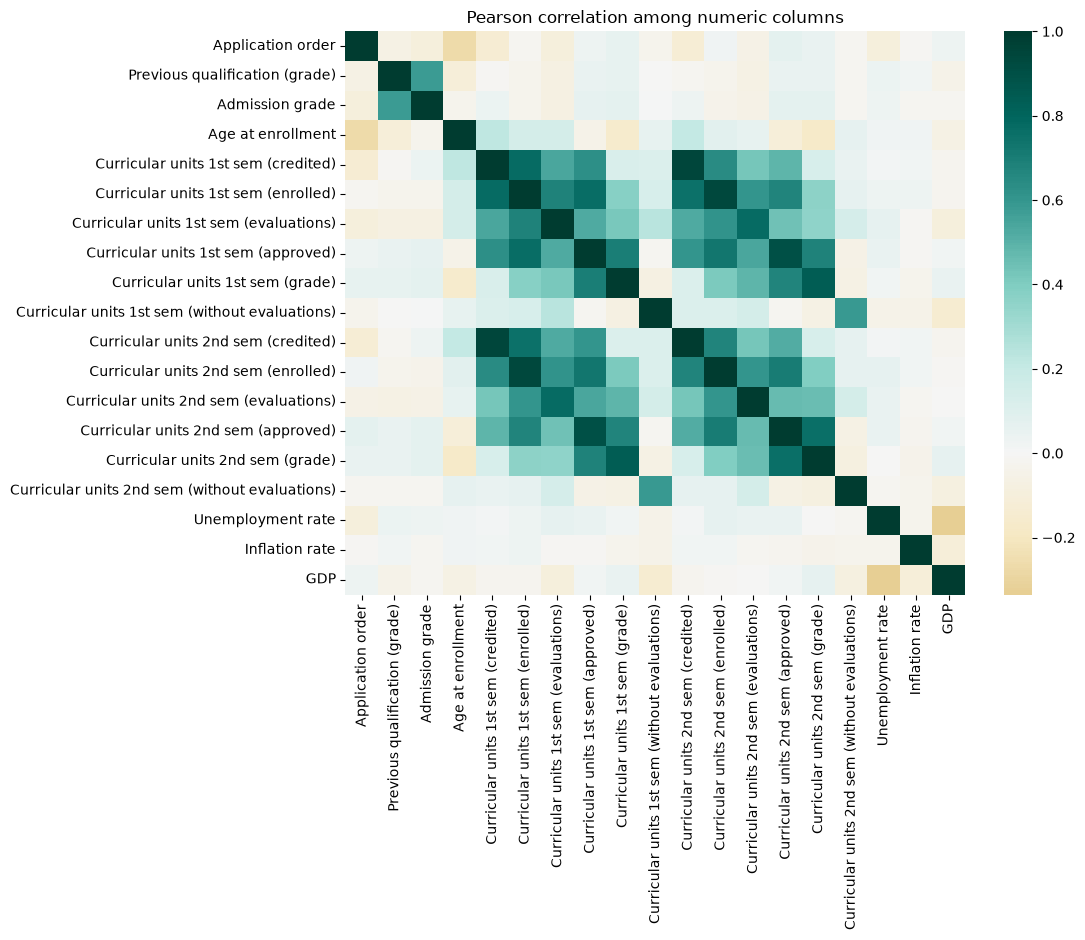 Pearson correlation among numeric columns
Application order
Previous qualification (grade)
Admission grade
Age at enrollment
Curricular units 1st sem (credited)
Curricular units 1st sem (enrolled)
Curricular units 1st sem (evaluations)
Curricular units 1st sem (approved)
Curricular units 1st sem (grade)
Curricular units 1st sem (without evaluations)
Curricular units 2nd sem (credited)
Curricular units 2nd sem (enrolled)
Curricular units 2nd sem (evaluations)
Curricular units 2nd sem (approved)
Curricular units 2nd sem (grade)
Curricular units 2nd sem (without evaluations)
Unemployment rate
Inflation rate
GDP
Application order
Previous qualification (grade)
Admission grade
Age at enrollment
Curricular units 1st sem (credited)
Curricular units 1st sem (enrolled)
Curricular units 1st sem (evaluations)
Curricular units 1st sem (approved)
Curricular units 1st sem (grade)
Curricular units 1st sem (without evaluations)
Curricular units 2nd sem (credited)
Curricular units 2nd sem (enrolled)
Curricular units 2nd sem (evaluations)
Curricular units 2nd sem (approved)
Curricular units 2nd sem (grade)
Curricular units 2nd sem (without evaluations)
Unemployment rate
Inflation rate
GDP
1.0
0.8
0.6
0.4
0.2
0.0
−0.2